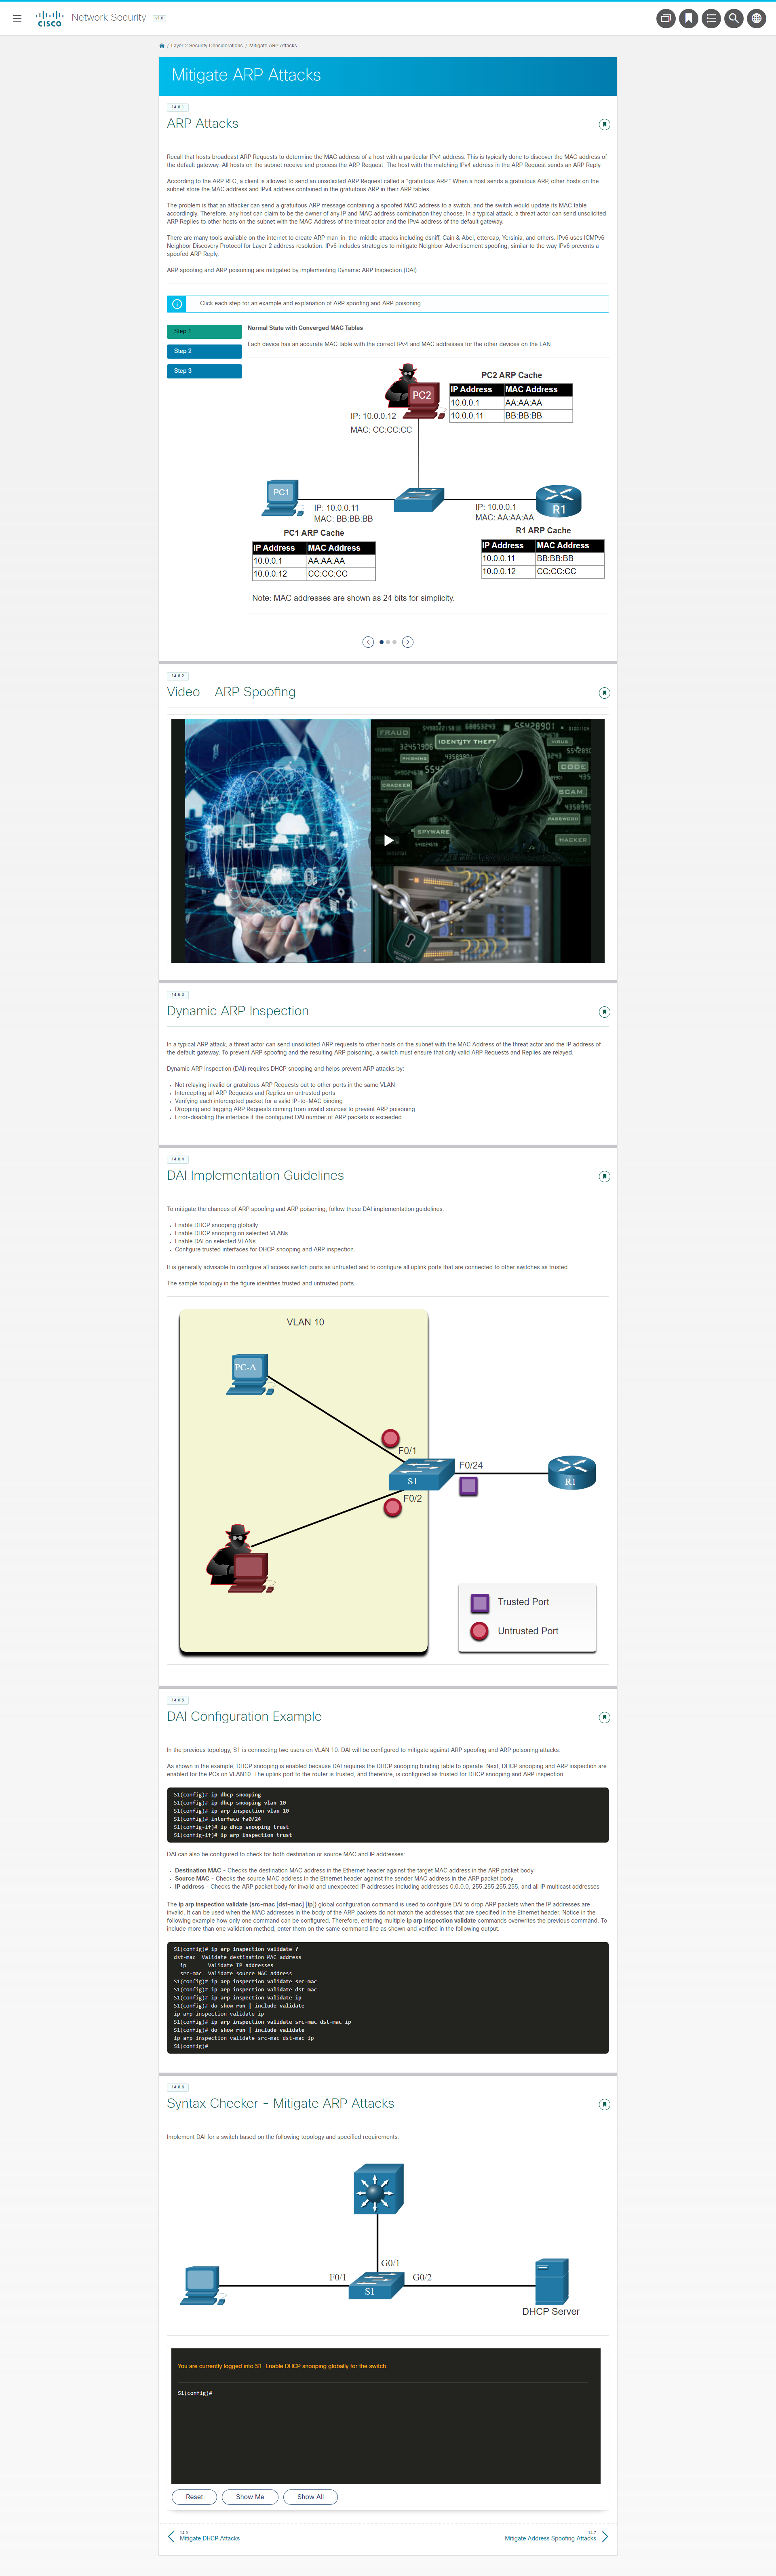 CISCO
Network Security
v1.0
/ Layer 2 Security Considerations / Mitigate ARP Attacks
Mitigate ARP Attacks
14.6.1
ARP Attacks
Recall that hosts broadcast ARP Requests to determine the MAC address of a host with a particular IPv4 address. This is typically done to discover the MAC address of
the default gateway. All hosts on the subnet receive and process the ARP Request. The host with the matching IPv4 address in the ARP Request sends an ARP Reply.
According to the ARP RFC, a client is allowed to send an unsolicited ARP Request called a “gratuitous ARP.” When a host sends a gratuitous ARP, other hosts on the
subnet store the MAC address and IPv4 address contained in the gratuitous ARP in their ARP tables.
The problem is that an attacker can send a gratuitous ARP message containing a spoofed MAC address to a switch, and the switch would update its MAC table
accordingly. Therefore, any host can claim to be the owner of any IP and MAC address combination they choose. In a typical attack, a threat actor can send unsolicited
ARP Replies to other hosts on the subnet with the MAC Address of the threat actor and the IPv4 address of the default gateway.
There are many tools available on the internet to create ARP man-in-the-middle attacks including dsniff, Cain & Abel, ettercap, Yersinia, and others. IPv6 uses ICMPv6
Neighbor Discovery Protocol for Layer 2 address resolution. IPv6 includes strategies to mitigate Neighbor Advertisement spoofing, similar to the way IPv6 prevents a
spoofed ARP Reply.
ARP spoofing and ARP poisoning are mitigated by implementing Dynamic ARP Inspection (DAI).
Click each step for an example and explanation of ARP spoofing and ARP poisoning.
Step 1
Step 2
Step 3
Normal State with Converged MAC Tables
Each device has an accurate MAC table with the correct IPv4 and MAC addresses for the other devices on the LAN.
PC2 ARP Cache
IP Address MAC Address
10.0.0.1 AA:AA:AA
10.0.0.11 BB:BB:BB
PC2
IP: 10.0.0.12
MAC: CC:CC:CC
PC1
IP: 10.0.0.11
MAC: BB:BB:BB
IP: 10.0.0.1
MAC: AA:AA:AA
R1
PC1 ARP Cache
IP Address MAC Address
10.0.0.1 AA:AA:AA
10.0.0.12 CC:CC:CC
R1 ARP Cache
IP Address MAC Address
10.0.0.11 BB:BB:BB
10.0.0.12 CC:CC:CC
Note: MAC addresses are shown as 24 bits for simplicity.
14.6.2
Video - ARP Spoofing
FRAUD
IDENTITY THEFT
VIRUS
PHISHING
CODE
CRACKER
SCAM
PASSWORD
SPYWARE
HACKER
14.6.3
Dynamic ARP Inspection
In a typical ARP attack, a threat actor can send unsolicited ARP requests to other hosts on the subnet with the MAC Address of the threat actor and the IP address of
the default gateway. To prevent ARP spoofing and the resulting ARP poisoning, a switch must ensure that only valid ARP Requests and Replies are relayed.
Dynamic ARP inspection (DAI) requires DHCP snooping and helps prevent ARP attacks by:
• Not relaying invalid or gratuitous ARP Requests out to other ports in the same VLAN
• Intercepting all ARP Requests and Replies on untrusted ports
• Verifying each intercepted packet for a valid IP-to-MAC binding
• Dropping and logging ARP Requests coming from invalid sources to prevent ARP poisoning
• Error-disabling the interface if the configured DAI number of ARP packets is exceeded
14.6.4
DAI Implementation Guidelines
To mitigate the chances of ARP spoofing and ARP poisoning, follow these DAI implementation guidelines:
• Enable DHCP snooping globally.
• Enable DHCP snooping on selected VLANs.
• Enable DAI on selected VLANs.
• Configure trusted interfaces for DHCP snooping and ARP inspection.
It is generally advisable to configure all access switch ports as untrusted and to configure all uplink ports that are connected to other switches as trusted.
The sample topology in the figure identifies trusted and untrusted ports.
VLAN 10
PC-A
F0/1
F0/24
S1
R1
F0/2
Trusted Port
Untrusted Port
14.6.5
DAI Configuration Example
In the previous topology, S1 is connecting two users on VLAN 10. DAI will be configured to mitigate against ARP spoofing and ARP poisoning attacks.
As shown in the example, DHCP snooping is enabled because DAI requires the DHCP snooping binding table to operate. Next, DHCP snooping and ARP inspection are
enabled for the PCs on VLAN10. The uplink port to the router is trusted, and therefore, is configured as trusted for DHCP snooping and ARP inspection.
S1(config)# ip dhcp snooping
S1(config)# ip dhcp snooping vlan 10
S1(config)# ip arp inspection vlan 10
S1(config)# interface fa0/24
S1(config-if)# ip dhcp snooping trust
S1(config-if)# ip arp inspection trust
DAI can also be configured to check for both destination or source MAC and IP addresses:
• Destination MAC - Checks the destination MAC address in the Ethernet header against the target MAC address in the ARP packet body
• Source MAC - Checks the source MAC address in the Ethernet header against the sender MAC address in the ARP packet body
• IP address - Checks the ARP packet body for invalid and unexpected IP addresses including addresses 0.0.0.0, 255.255.255.255, and all IP multicast addresses
The ip arp inspection validate {src-mac [dst-mac] [ip]} global configuration command is used to configure DAI to drop ARP packets when the IP addresses are
invalid. It can be used when the MAC addresses in the body of the ARP packets do not match the addresses that are specified in the Ethernet header. Notice in the
following example how only one command can be configured. Therefore, entering multiple ip arp inspection validate commands overwrites the previous command. To
include more than one validation method, enter them on the same command line as shown and verified in the following output.
S1(config)# ip arp inspection validate ?
dst-mac  Validate destination MAC address
ip       Validate IP addresses
src-mac  Validate source MAC address
S1(config)# ip arp inspection validate src-mac
S1(config)# ip arp inspection validate dst-mac
S1(config)# ip arp inspection validate ip
S1(config)# do show run | include validate
ip arp inspection validate ip
S1(config)# ip arp inspection validate src-mac dst-mac ip
S1(config)# do show run | include validate
ip arp inspection validate src-mac dst-mac ip
S1(config)#
14.6.6
Syntax Checker - Mitigate ARP Attacks
Implement DAI for a switch based on the following topology and specified requirements.
G0/1
F0/1
G0/2
S1
DHCP Server
You are currently logged into S1. Enable DHCP snooping globally for the switch.
S1(config)#
Reset
Show Me
Show All
14.5
Mitigate DHCP Attacks
14.7
Mitigate Address Spoofing Attacks